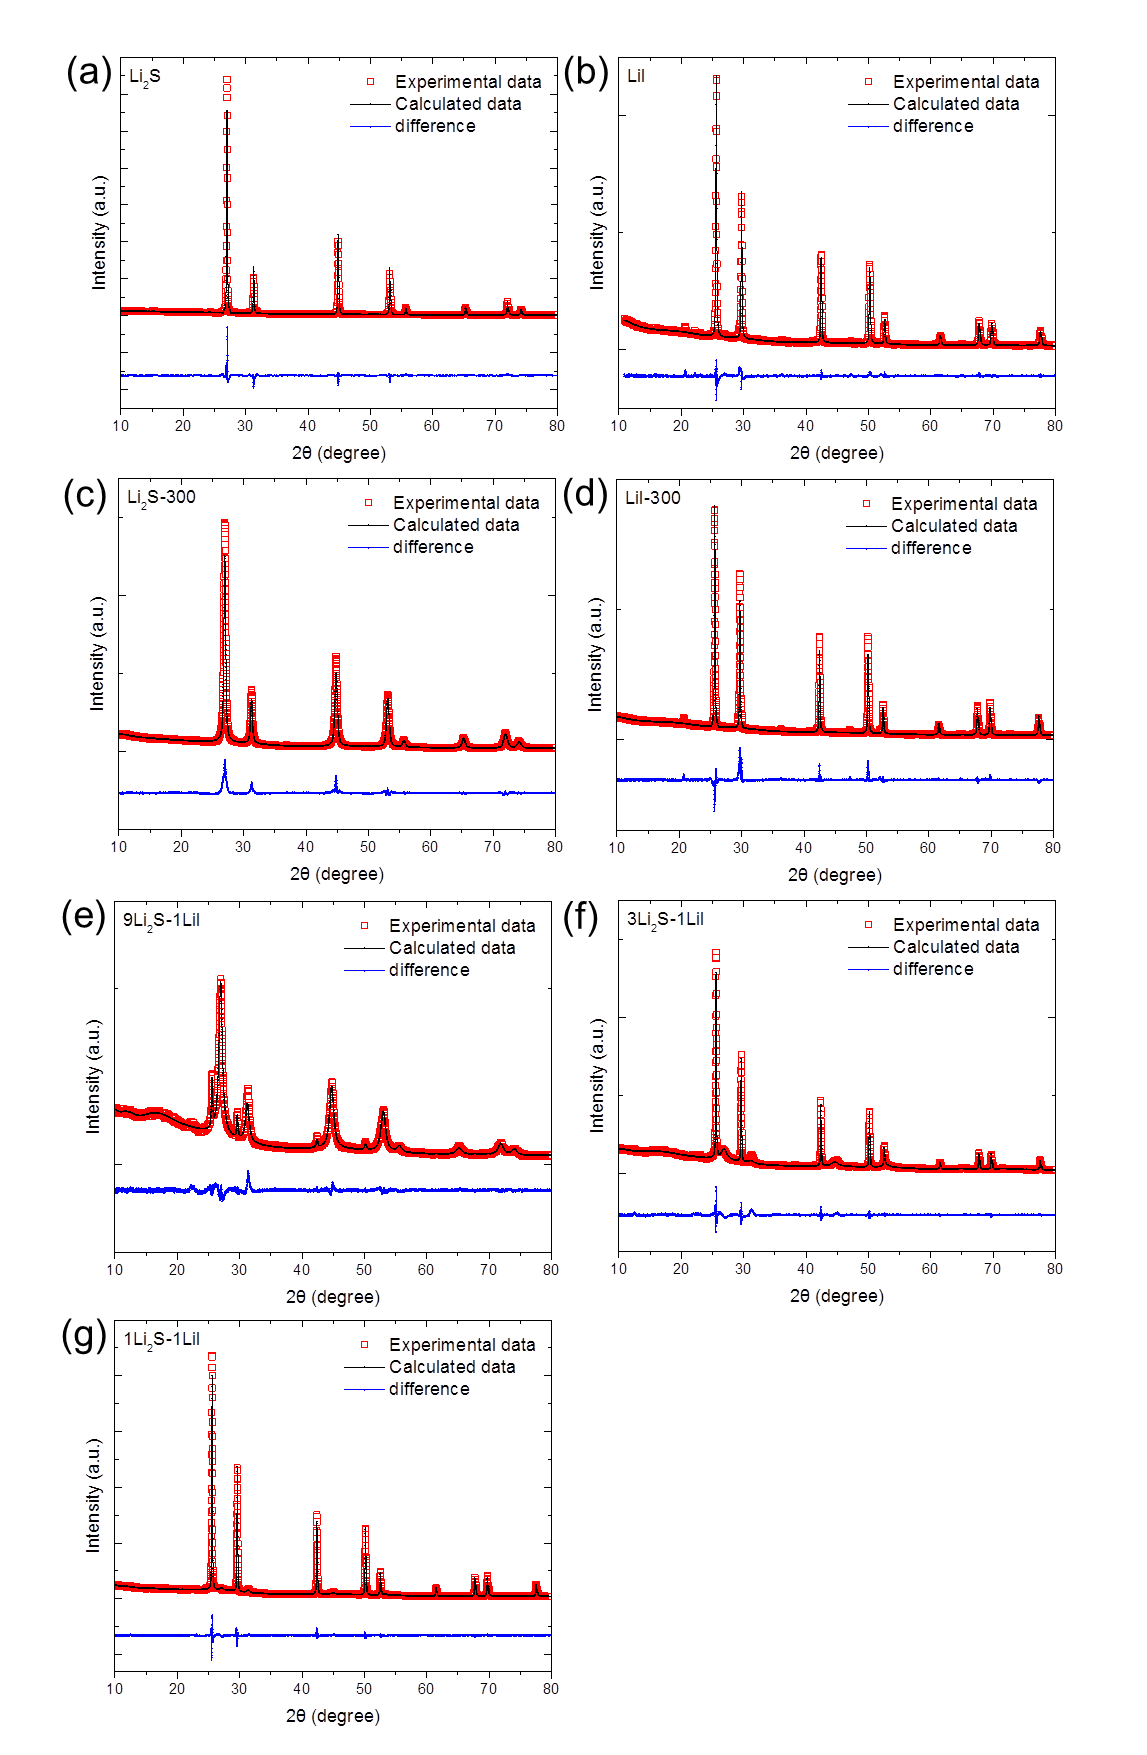 (a)
Li2S
Experimental data
Calculated data
difference
Intensity (a.u.)
10 20 30 40 50 60 70 80
2θ (degree)
(b)
LiI
Experimental data
Calculated data
difference
Intensity (a.u.)
10 20 30 40 50 60 70 80
2θ (degree)
(c)
Li2S-300
Experimental data
Calculated data
difference
Intensity (a.u.)
10 20 30 40 50 60 70 80
2θ (degree)
(d)
LiI-300
Experimental data
Calculated data
difference
Intensity (a.u.)
10 20 30 40 50 60 70 80
2θ (degree)
(e)
9Li2S-1LiI
Experimental data
Calculated data
difference
Intensity (a.u.)
10 20 30 40 50 60 70 80
2θ (degree)
(f)
3Li2S-1LiI
Experimental data
Calculated data
difference
Intensity (a.u.)
10 20 30 40 50 60 70 80
2θ (degree)
(g)
1Li2S-1LiI
Experimental data
Calculated data
difference
Intensity (a.u.)
10 20 30 40 50 60 70 80
2θ (degree)